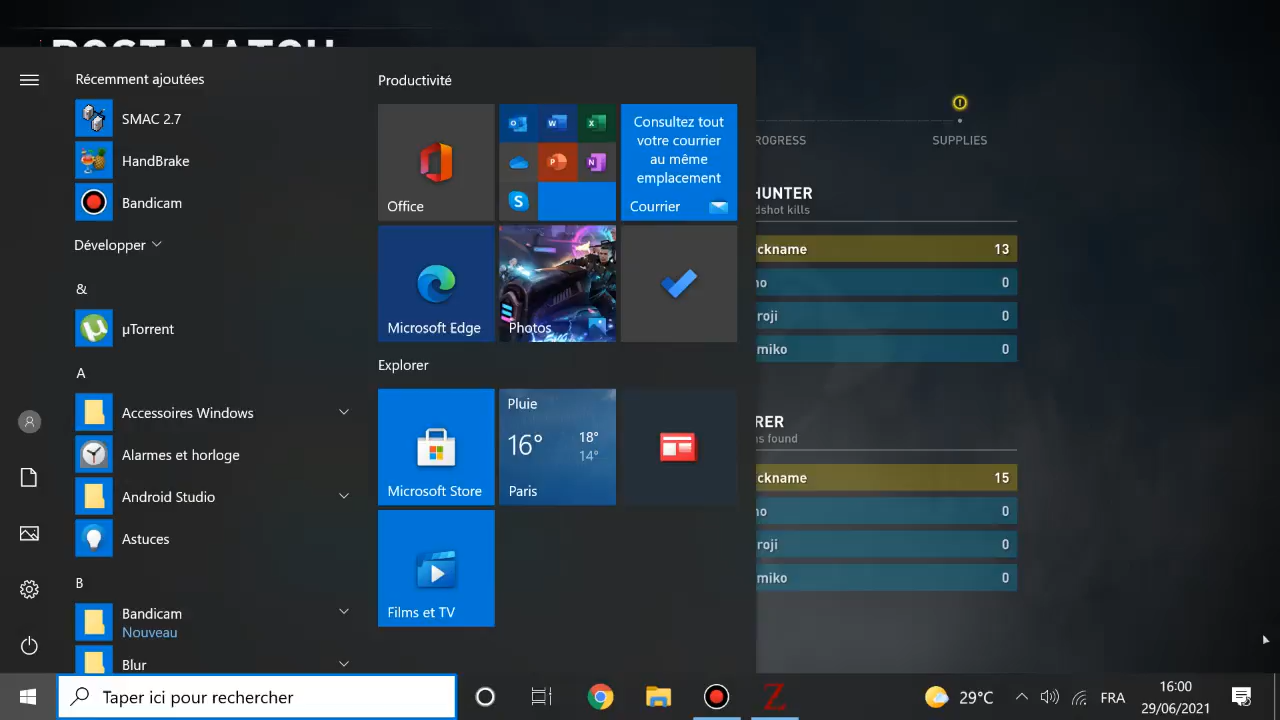 POST MATCH
Récemment ajoutées
SMAC 2.7
HandBrake
Bandicam
Développer
&
µTorrent
A
Accessoires Windows
Alarmes et horloge
Android Studio
Astuces
B
Bandicam
Nouveau
Blur
Productivité
Office
Consultez tout
votre courrier
au même
emplacement
Courrier
Microsoft Edge
Photos
Explorer
Microsoft Store
Pluie
16°
18°
14°
Paris
Films et TV
ROGRESS
SUPPLIES
HUNTER
dshot kills
ckname 13
no 0
roji 0
miko 0
RER
ns found
ckname 15
no 0
roji 0
miko 0
Taper ici pour rechercher
Z
29°C
FRA
16:00
29/06/2021